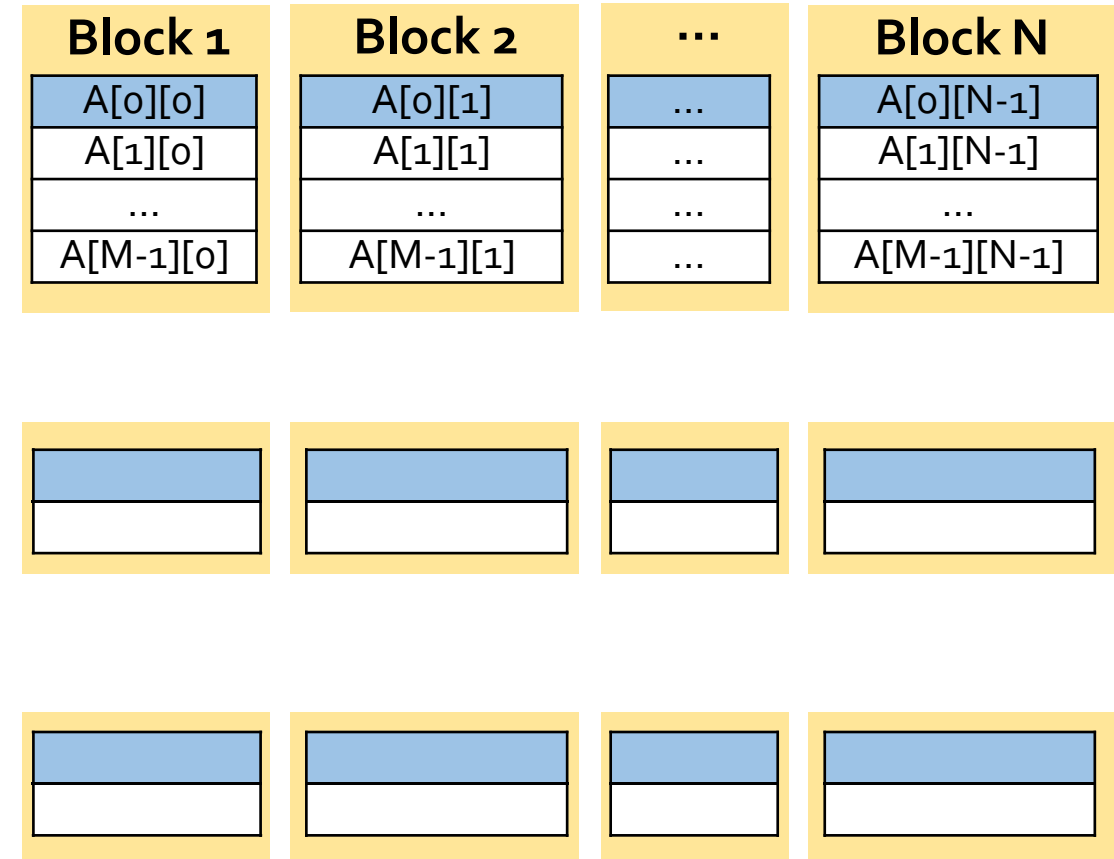 Block 1 Block 2 ... Block N
A[0][0] A[0][1] ... A[0][N-1]
A[1][0] A[1][1] ... A[1][N-1]
... ... ... ...
A[M-1][0] A[M-1][1] ... A[M-1][N-1]